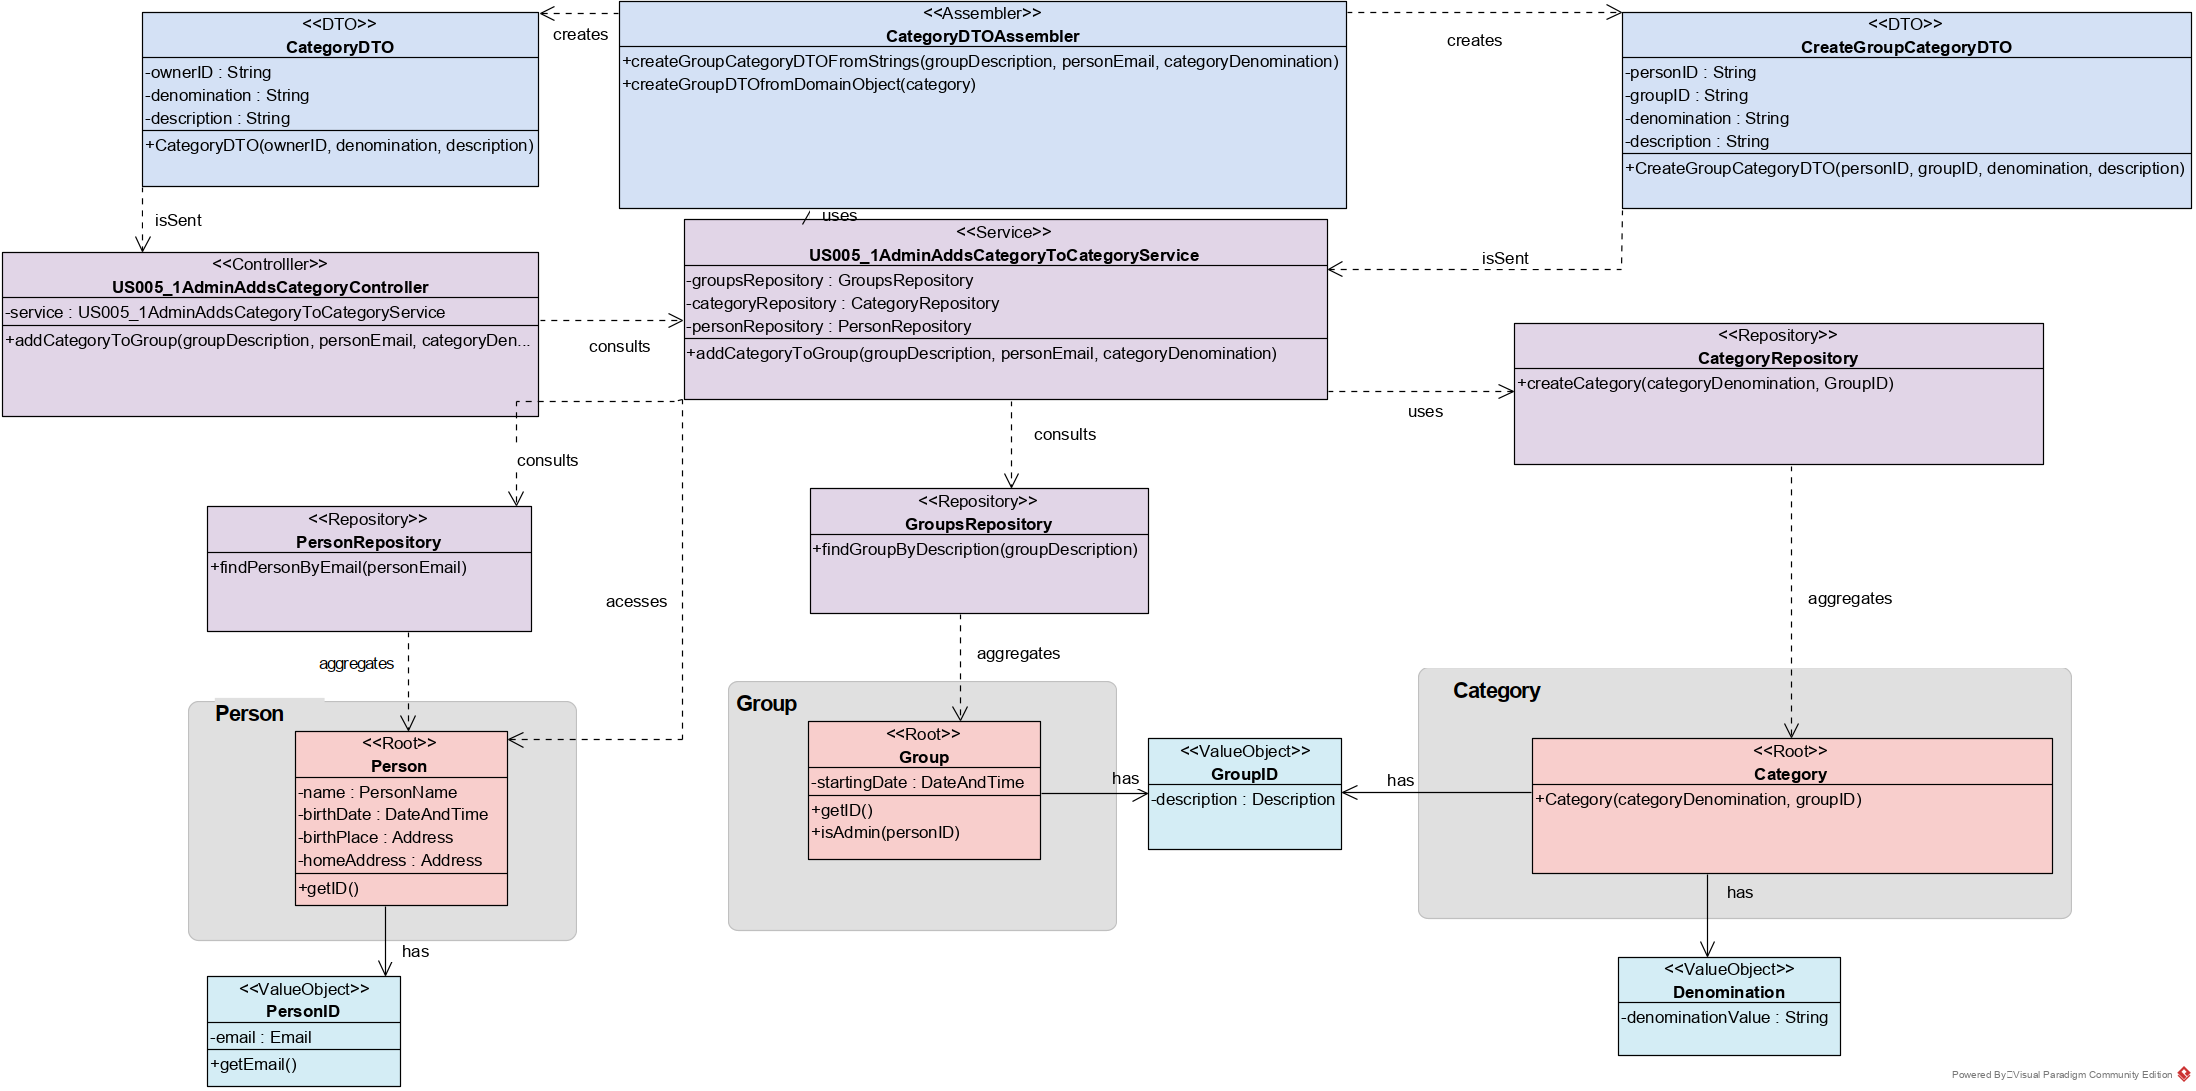 <<DTO>>
CategoryDTO
-ownerID : String
-denomination : String
-description : String
+CategoryDTO(ownerID, denomination, description)
creates
<<Assembler>>
CategoryDTOAssembler
+createGroupCategoryDTOFromStrings(groupDescription, personEmail, categoryDenomination)
+createGroupDTOfromDomainObject(category)
creates
<<DTO>>
CreateGroupCategoryDTO
-personID : String
-groupID : String
-denomination : String
-description : String
+CreateGroupCategoryDTO(personID, groupID, denomination, description)
isSent
uses
isSent
<<Controlller>>
US005_1AdminAddsCategoryController
-service : US005_1AdminAddsCategoryToCategoryService
+addCategoryToGroup(groupDescription, personEmail, categoryDen...
consults
<<Service>>
US005_1AdminAddsCategoryToCategoryService
-groupsRepository : GroupsRepository
-categoryRepository : CategoryRepository
-personRepository : PersonRepository
+addCategoryToGroup(groupDescription, personEmail, categoryDenomination)
uses
<<Repository>>
CategoryRepository
+createCategory(categoryDenomination, GroupID)
consults
consults
<<Repository>>
PersonRepository
+findPersonByEmail(personEmail)
acesses
<<Repository>>
GroupsRepository
+findGroupByDescription(groupDescription)
aggregates
aggregates
aggregates
Person
<<Root>>
Person
-name : PersonName
-birthDate : DateAndTime
-birthPlace : Address
-homeAddress : Address
+getID()
Group
<<Root>>
Group
-startingDate : DateAndTime
+getID()
+isAdmin(personID)
has
<<ValueObject>>
GroupID
-description : Description
has
Category
<<Root>>
Category
+Category(categoryDenomination, groupID)
has
has
<<ValueObject>>
PersonID
-email : Email
+getEmail()
<<ValueObject>>
Denomination
-denominationValue : String
Powered By Visual Paradigm Community Edition